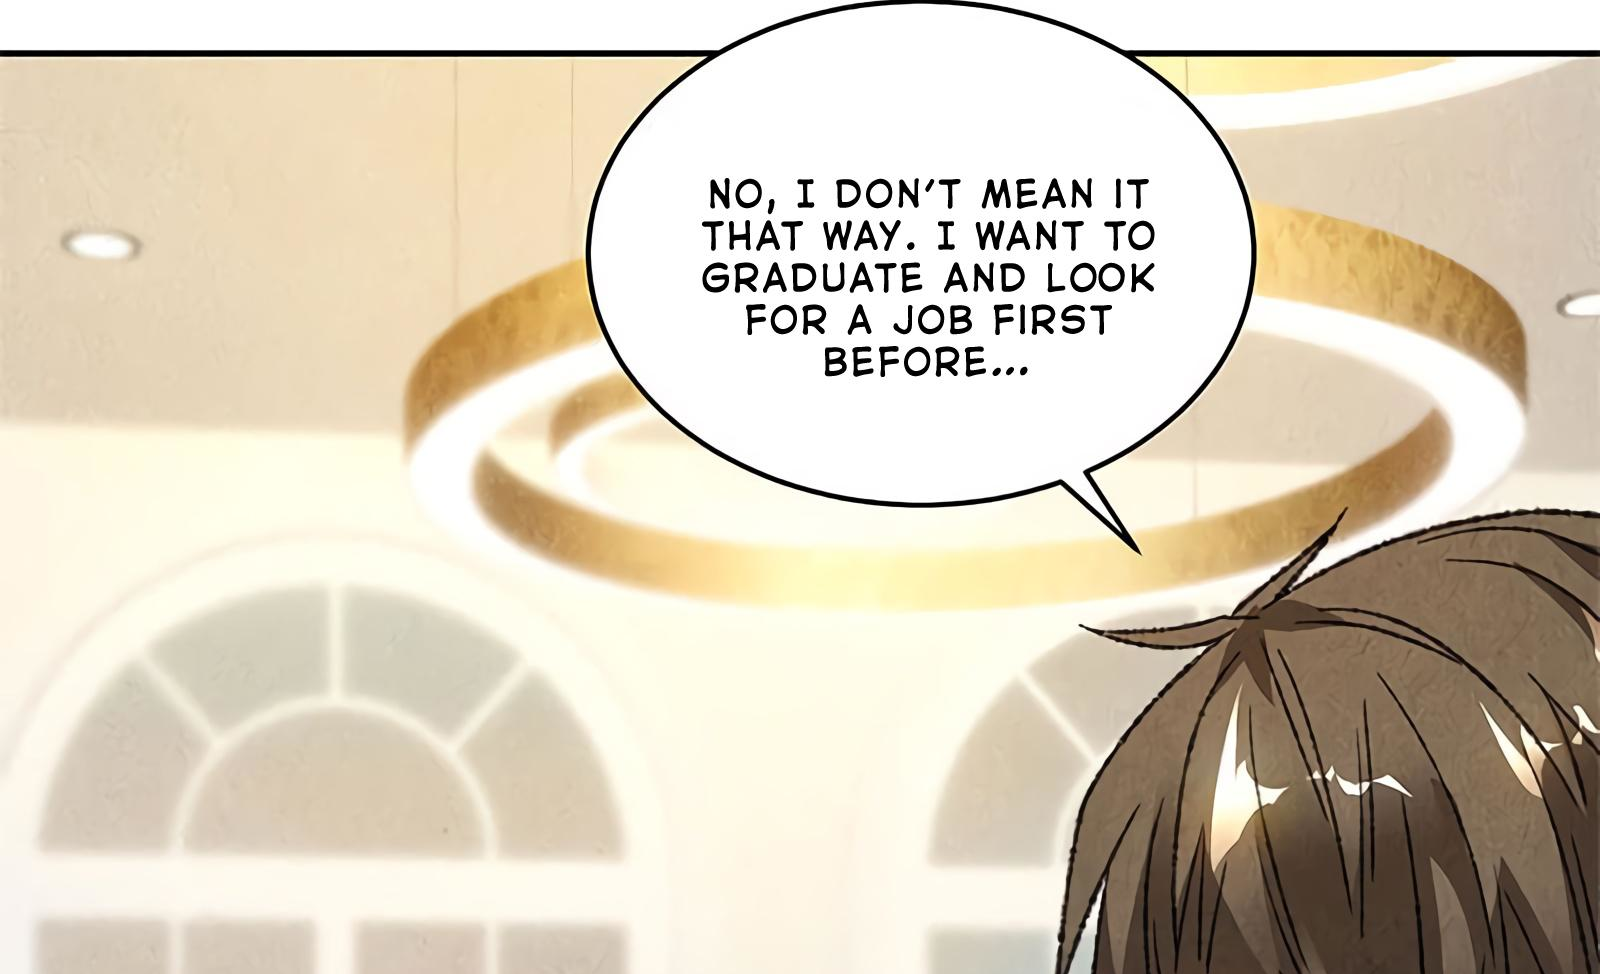 NO, I DON'T MEAN IT
THAT WAY. I WANT TO
GRADUATE AND LOOK
FOR A JOB FIRST
BEFORE...